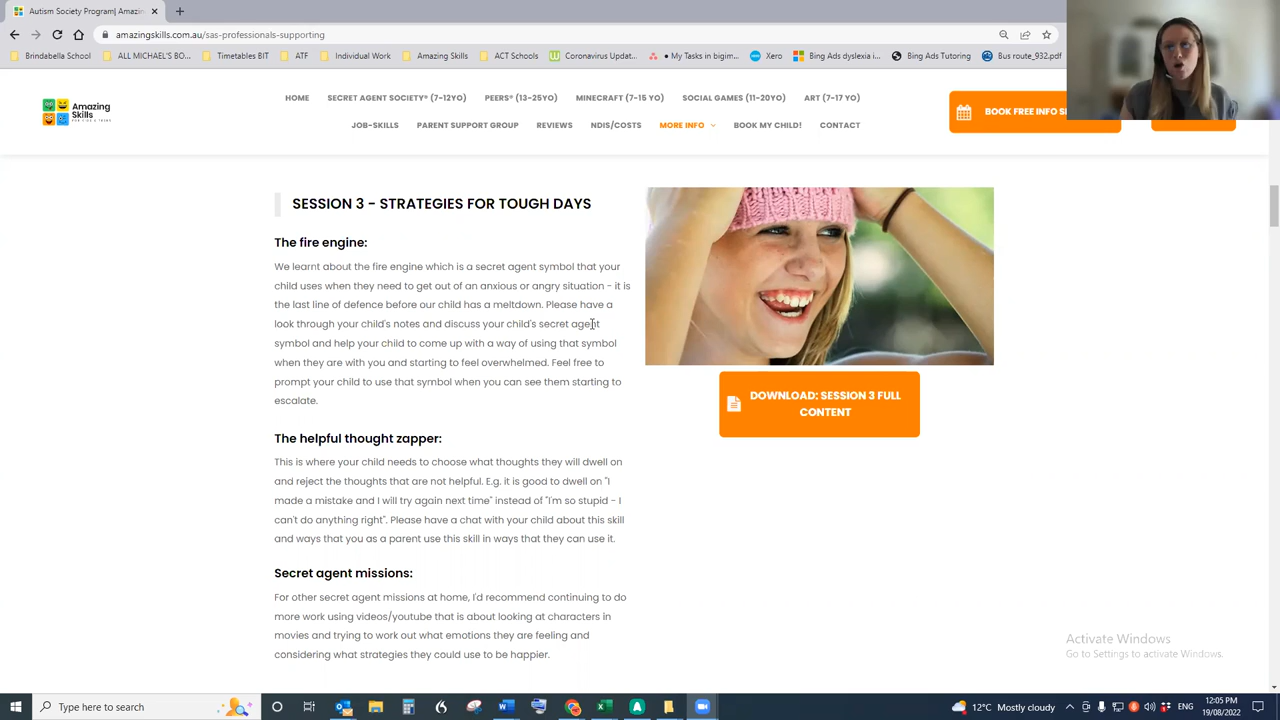 Autism Program| Amazin
amazingskills.com.au/sas-professionals-supporting
Brindabella School
ALL MICHAEL'S BO...
Timetables BIT
ATF
Individual Work
Amazing Skills
ACT Schools
Coronavirus Updat...
• My Tasks in bigim...
Xero
Bing Ads dyslexia i...
Bing Ads Tutoring
Bus route_932.pdf
Amazing
Skills
HOME
SECRET AGENT SOCIETY® (7-12YO)
PEERS® (13-25YO)
MINECRAFT (7-15 YO)
SOCIAL GAMES (11-20YO)
ART (7-17 YO)
JOB-SKILLS
PARENT SUPPORT GROUP
REVIEWS
NDIS/COSTS
MORE INFO
BOOK MY CHILD!
CONTACT
BOOK FREE INFO
SESSION 3 - STRATEGIES FOR TOUGH DAYS
The fire engine:
We learnt about the fire engine which is a secret agent symbol that your
child uses when they need to get out of an anxious or angry situation - it is
the last line of defence before our child has a meltdown. Please have a
look through your child's notes and discuss your child's secret agent
symbol and help your child to come up with a way of using that symbol
when they are with you and starting to feel overwhelmed. Feel free to
prompt your child to use that symbol when you can see them starting to
escalate.
DOWNLOAD: SESSION 3 FULL
CONTENT
The helpful thought zapper:
This is where your child needs to choose what thoughts they will dwell on
and reject the thoughts that are not helpful. E.g. it is good to dwell on "I
made a mistake and I will try again next time" instead of "I'm so stupid - I
can't do anything right". Please have a chat with your child about this skill
and ways that you as a parent use this skill in ways that they can use it.
Secret agent missions:
For other secret agent missions at home, I'd recommend continuing to do
more work using videos/youtube that is about looking at characters in
movies and trying to work out what emotions they are feeling and
considering what strategies they could use to be happier.
Activate Windows
Go to Settings to activate Windows.
Type here to search
12°C Mostly cloudy
12:05 PM
19/08/2022